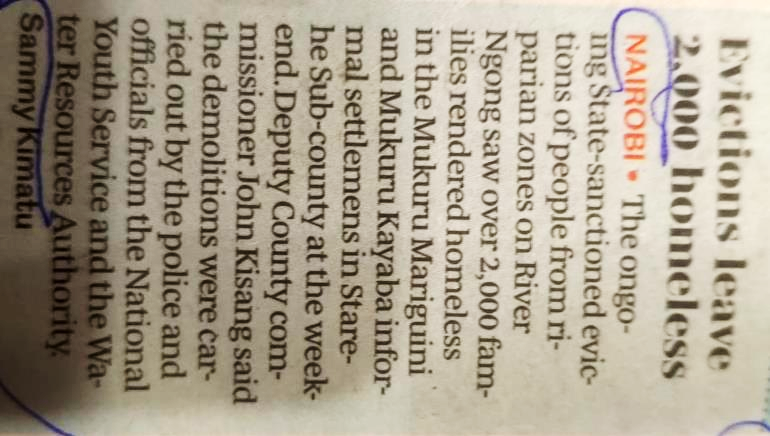 Evictions leave
2,000 homeless
NAIROBI • The ongo-
ing State-sanctioned evic-
tions of people from ri-
parian zones on River
Ngong saw over 2,000 fam-
ilies rendered homeless
in the Mukuru Mariguini
and Mukuru Kayaba infor-
mal settlemens in Stare-
he Sub-county at the week-
end. Deputy County com-
missioner John Kisang said
the demolitions were car-
ried out by the police and
officials from the National
Youth Service and the Wa-
ter Resources Authority.
Sammy Kimatu